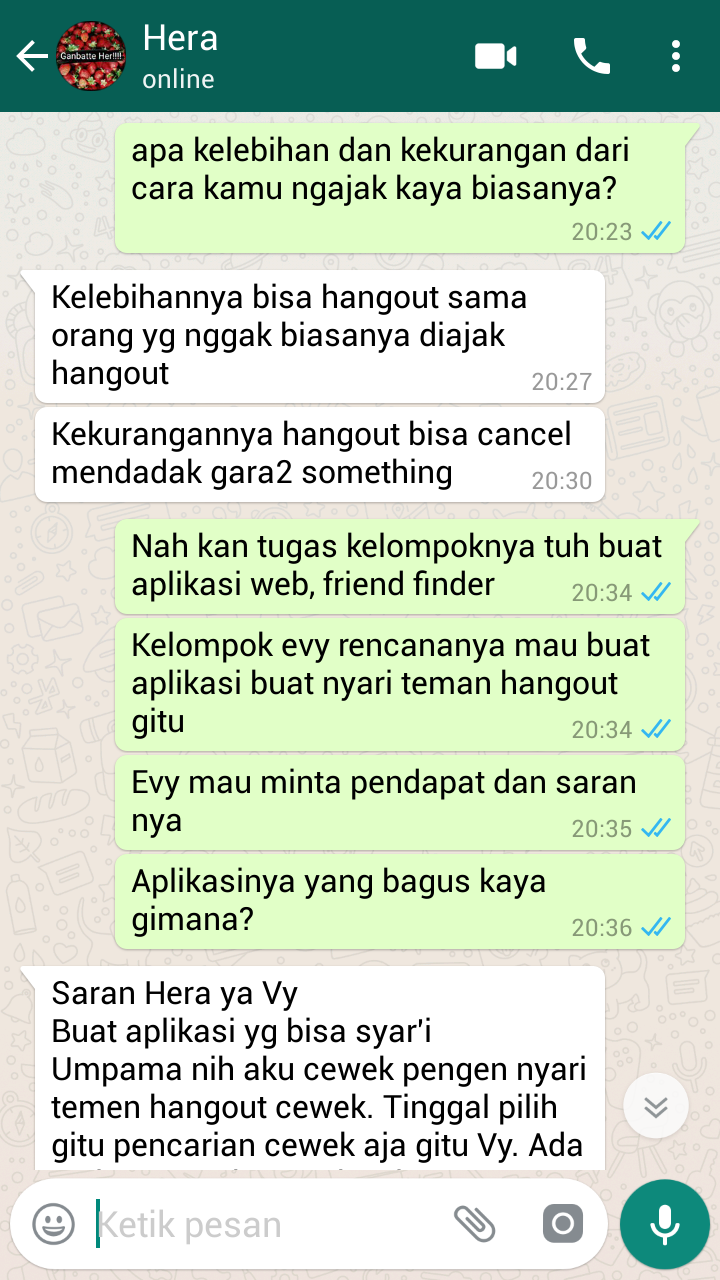 Hera
online
Ganbatte Her!!!!
apa kelebihan dan kekurangan dari
cara kamu ngajak kaya biasanya?
20:23
Kelebihannya bisa hangout sama
orang yg nggak biasanya diajak
hangout
20:27
Kekurangannya hangout bisa cancel
mendadak gara2 something
20:30
Nah kan tugas kelompoknya tuh buat
aplikasi web, friend finder
20:34
Kelompok evy rencananya mau buat
aplikasi buat nyari teman hangout
gitu
20:34
Evy mau minta pendapat dan saran
nya
20:35
Aplikasinya yang bagus kaya
gimana?
20:36
Saran Hera ya Vy
Buat aplikasi yg bisa syar'i
Umpama nih aku cewek pengen nyari
temen hangout cewek. Tinggal pilih
gitu pencarian cewek aja gitu Vy. Ada
Ketik pesan